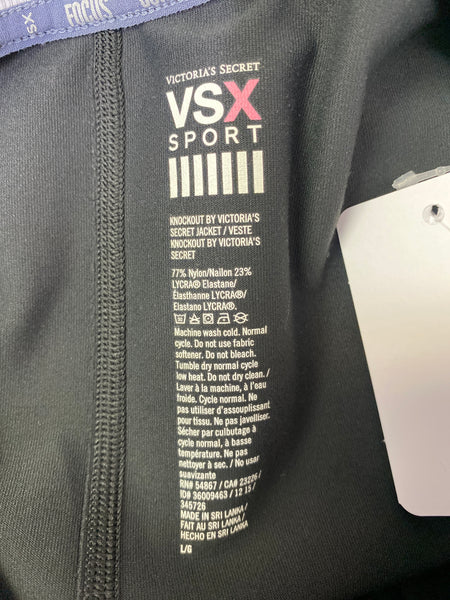 FOCUS
VICTORIA'S SECRET
VSX
SPORT
KNOCKOUT BY VICTORIA'S
SECRET JACKET / VESTE
KNOCKOUT BY VICTORIA'S
SECRET
77% Nylon/Nailon 23%
LYCRA® Elastane/
Élasthanne LYCRA®/
Elastano LYCRA®.
Machine wash cold. Normal
cycle. Do not use fabric
softener. Do not bleach.
Tumble dry normal cycle
low heat. Do not dry clean. /
Laver à la machine, à l'eau
froide. Cycle normal. Ne
pas utiliser d'assouplissant
pour tissu. Ne pas javelliser.
Sécher par culbutage à
cycle normal, à basse
température. Ne pas
nettoyer à sec. / No usar
suavizante
RN# 54867 / CA# 23226 /
ID# 36009463 / 12 15 /
345726
MADE IN SRI LANKA /
FAIT AU SRI LANKA /
HECHO EN SRI LANKA
L/G